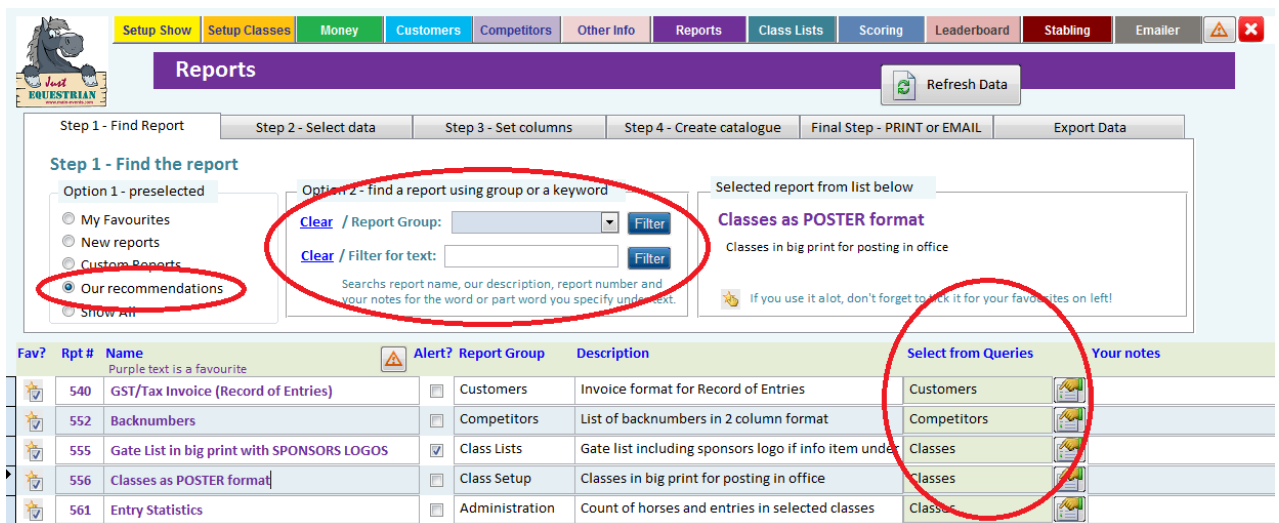 Setup Show Setup Classes Money Customers Competitors Other Info Reports Class Lists Scoring Leaderboard Stabling Emailer
Just
EQUESTRIAN
Reports
Refresh Data
Step 1 - Find Report Step 2 - Select data Step 3 - Set columns Step 4 - Create catalogue Final Step - PRINT or EMAIL Export Data
Step 1 - Find the report
Option 1 - preselected
My Favourites
New reports
Custom Reports
Our recommendations
Show All
Option 2 - find a report using group or a keyword
Clear / Report Group: Filter
Clear / Filter for text: Filter
Searchs report name, our description, report number and
your notes for the word or part word you specify under text.
Selected report from list below
Classes as POSTER format
Classes in big print for posting in office
If you use it alot, don't forget to tick it for your favourites on left!
Fav? Rpt # Name Alert? Report Group Description Select from Queries Your notes
Purple text is a favourite
540 GST/Tax Invoice (Record of Entries) Customers Invoice format for Record of Entries Customers
552 Backnumbers Competitors List of backnumbers in 2 column format Competitors
555 Gate List in big print with SPONSORS LOGOS Class Lists Gate list including sponsors logo if info item under Classes
556 Classes as POSTER format Class Setup Classes in big print for posting in office Classes
561 Entry Statistics Administration Count of horses and entries in selected classes Classes